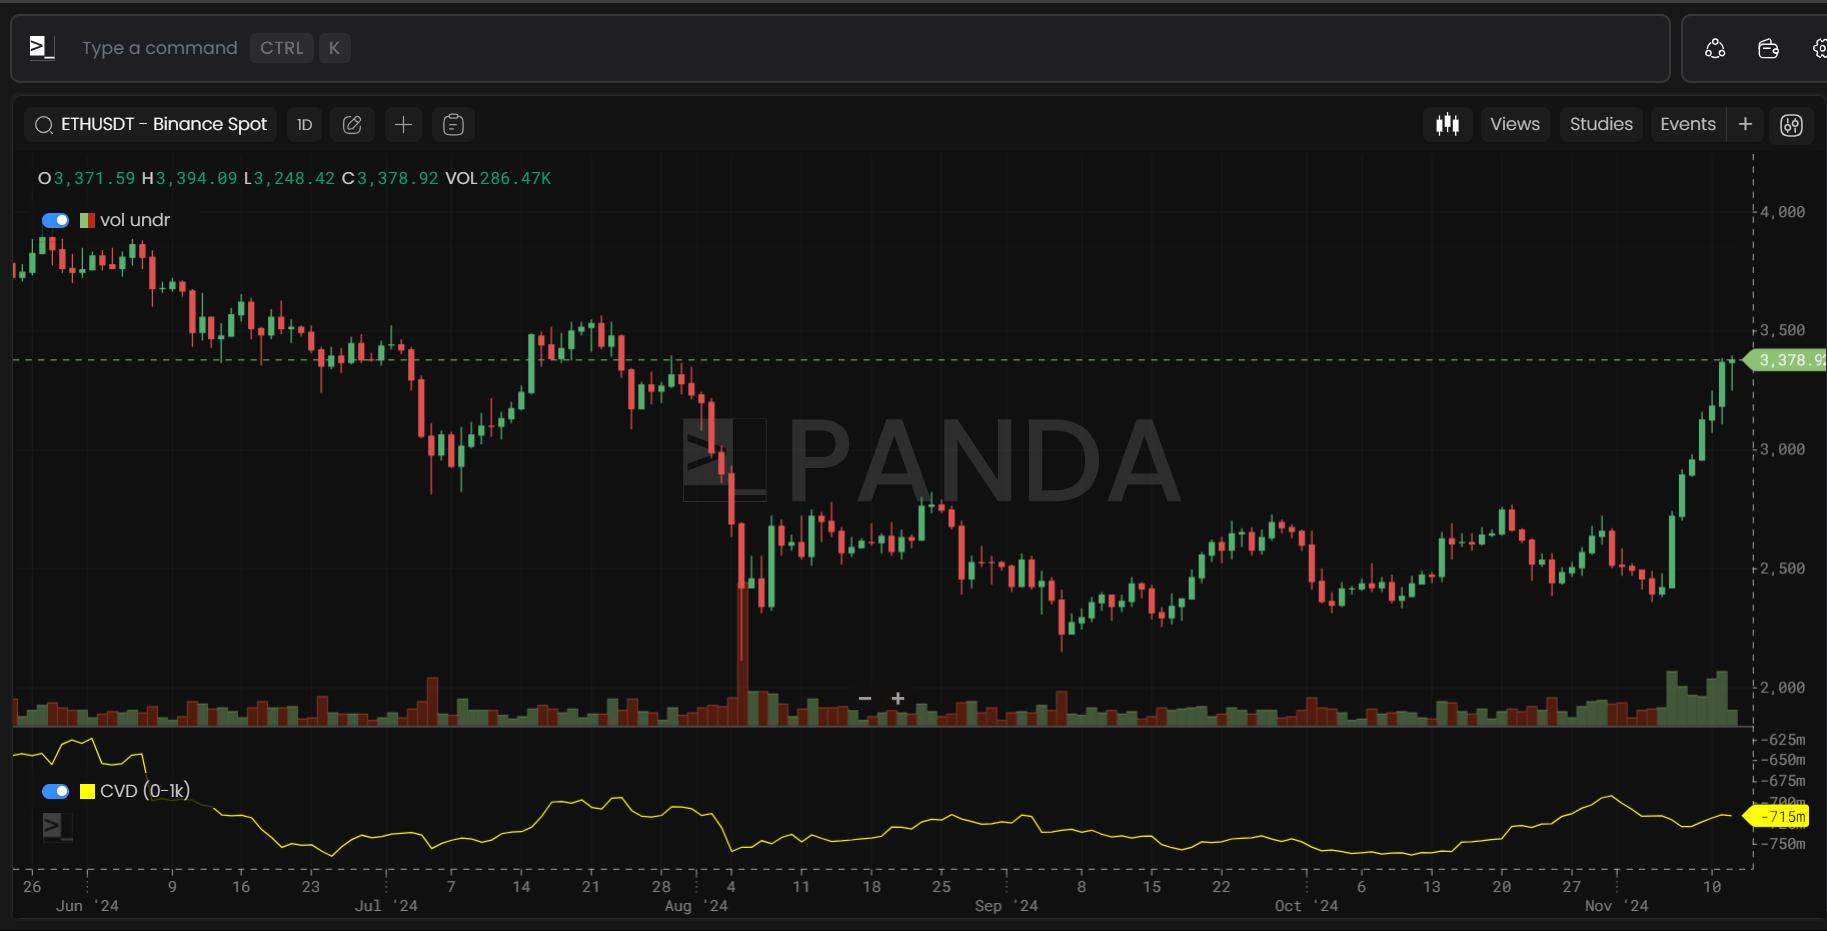 Type a command CTRL K
ETHUSDT - Binance Spot 1D Views Studies Events +
O3,371.59 H3,394.09 L3,248.42 C3,378.92 VOL286.47K
vol undr
4,000
3,500
3,378.92
PANDA
3,000
2,500
2,000
-625m
-650m
-675m
CVD (0-1k)
-700m
-715m
-750m
26 9 16 23 7 14 21 28 4 11 18 25 8 15 22 6 13 20 27 10
Jun '24 Jul '24 Aug '24 Sep '24 Oct '24 Nov '24